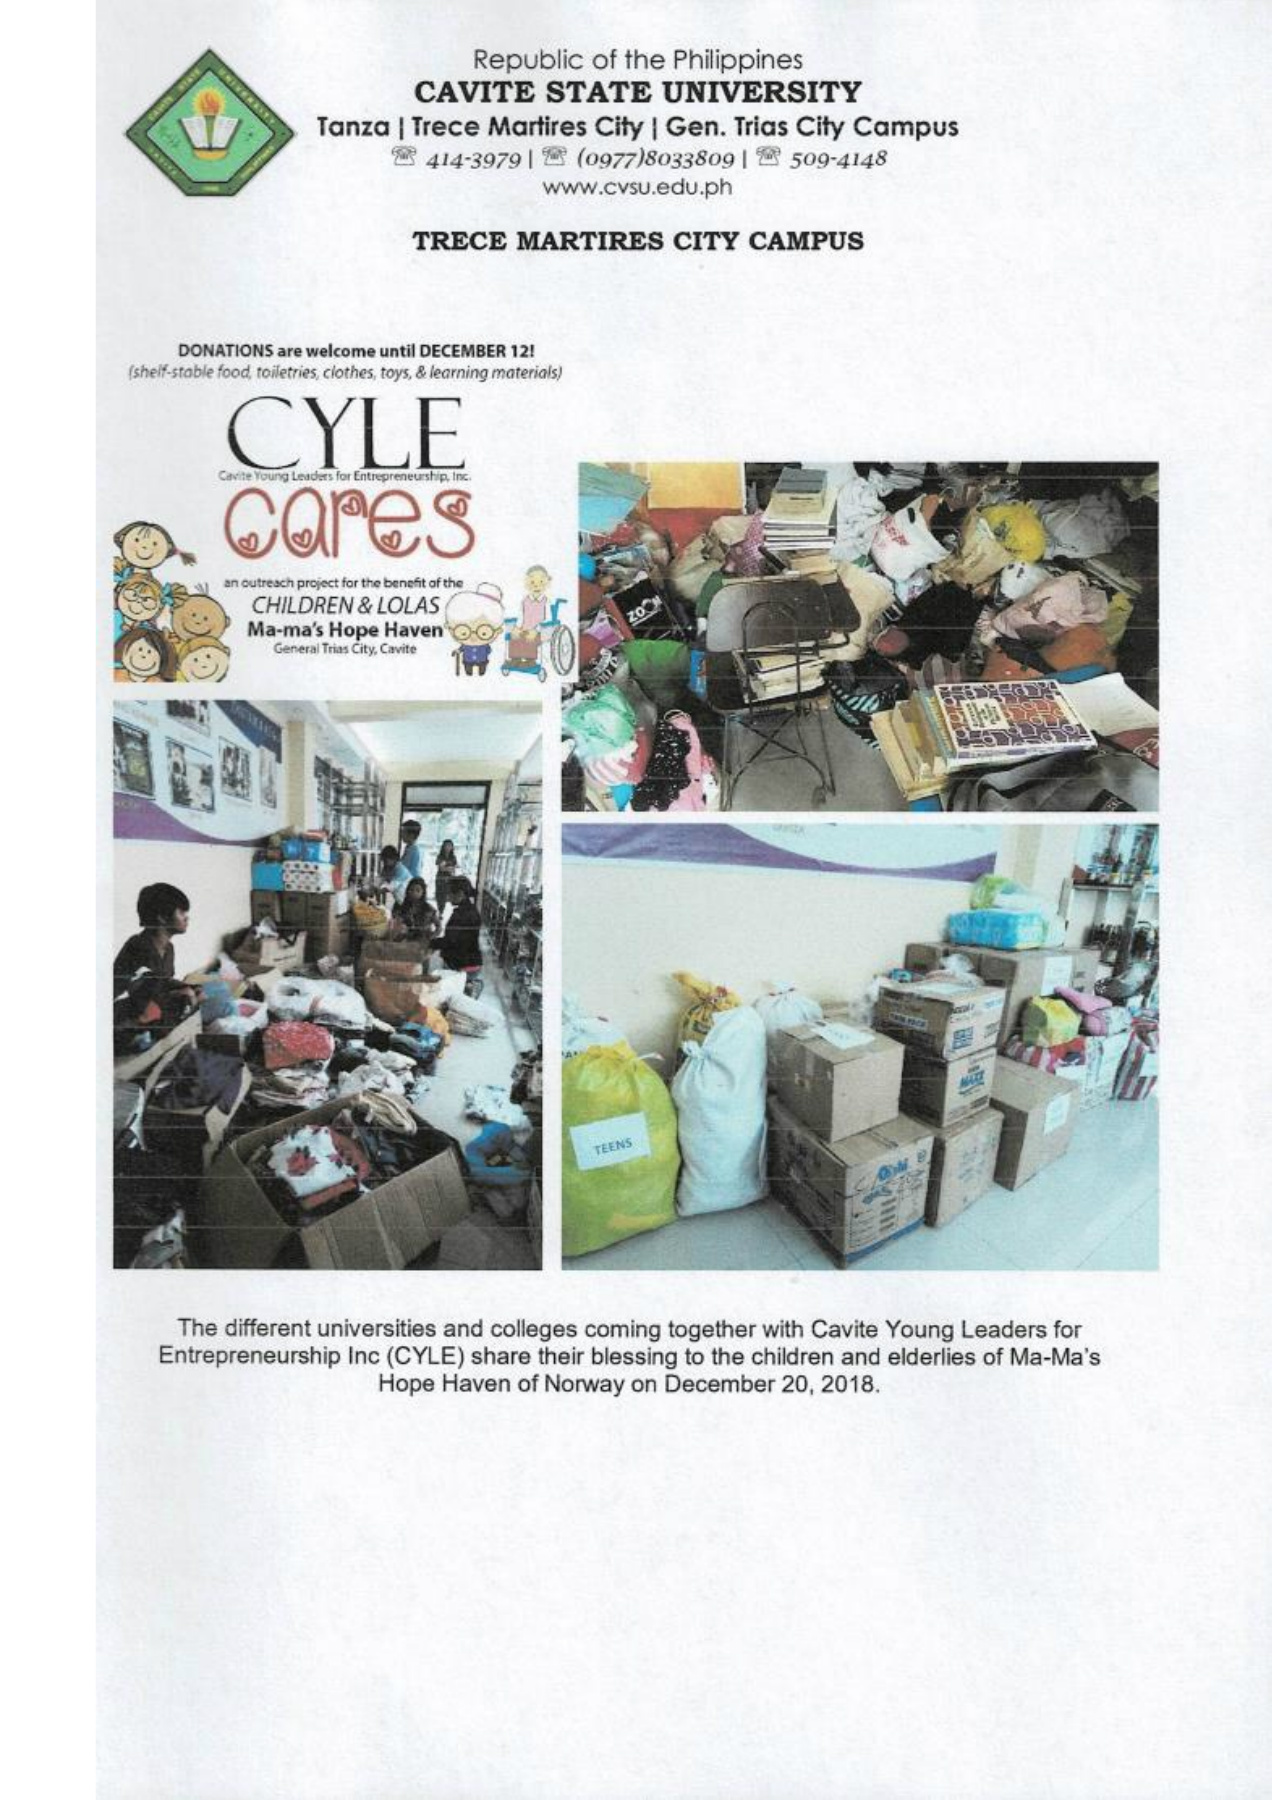 Republic of the Philippines
CAVITE STATE UNIVERSITY
Tanza | Trece Martires City | Gen. Trias City Campus
☏ 414-3979 | ☏ (0977)8033809 | ☏ 509-4148
www.cvsu.edu.ph
TRECE MARTIRES CITY CAMPUS
DONATIONS are welcome until DECEMBER 12!
(shelf-stable food, toiletries, clothes, toys, & learning materials)
CYLE
Cavite Young Leaders for Entrepreneurship, Inc.
cares
an outreach project for the benefit of the
CHILDREN & LOLAS
Ma-ma's Hope Haven
General Trias City, Cavite
ZOOM
TEENS
Oishi
The different universities and colleges coming together with Cavite Young Leaders for
Entrepreneurship Inc (CYLE) share their blessing to the children and elderlies of Ma-Ma's
Hope Haven of Norway on December 20, 2018.